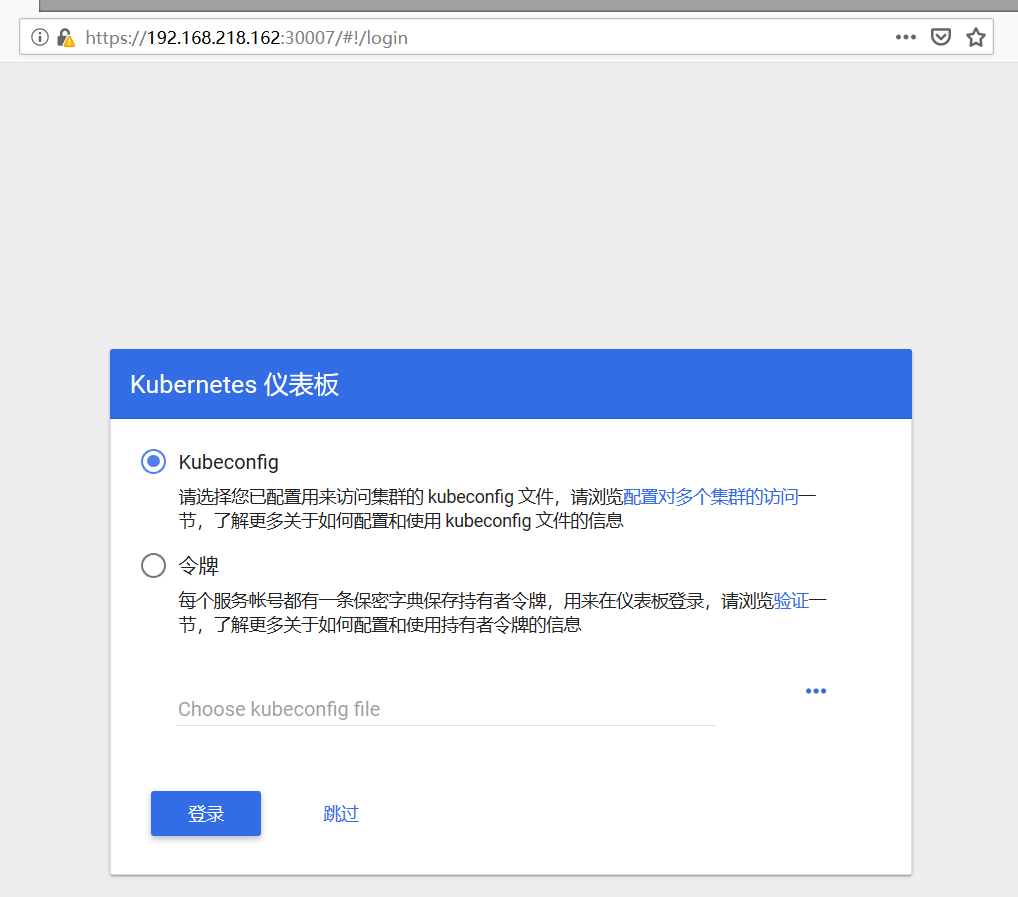 https://192.168.218.162:30007/#!/login
Kubernetes 仪表板
Kubeconfig
请选择您已配置用来访问集群的 kubeconfig 文件，请浏览配置对多个集群的访问一
节，了解更多关于如何配置和使用 kubeconfig 文件的信息
令牌
每个服务帐号都有一条保密字典保存持有者令牌，用来在仪表板登录，请浏览验证一
节，了解更多关于如何配置和使用持有者令牌的信息
Choose kubeconfig file
登录
跳过